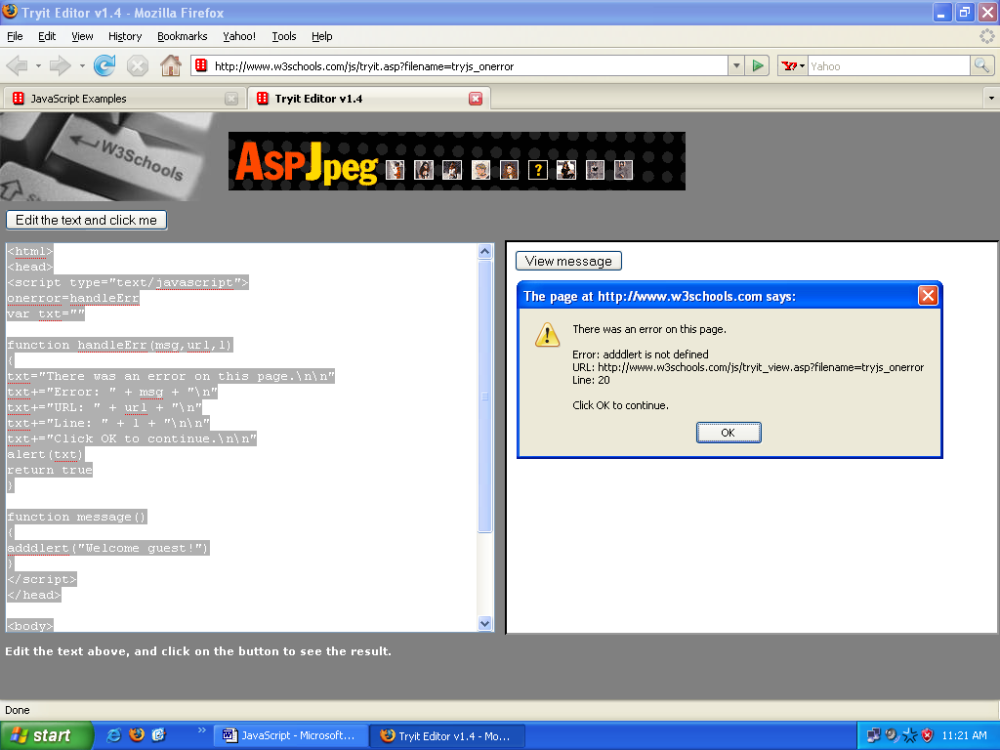 Tryit Editor v1.4 - Mozilla Firefox
File Edit View History Bookmarks Yahoo! Tools Help
http://www.w3schools.com/js/tryit.asp?filename=tryjs_onerror
Y! Yahoo
JavaScript Examples Tryit Editor v1.4
W3Schools
AspJpeg ?
Edit the text and click me
<html>
<head>
<script type="text/javascript">
onerror=handleErr
var txt=""
function handleErr(msg,url,l)
{
txt="There was an error on this page.\n\n"
txt+="Error: " + msg + "\n"
txt+="URL: " + url + "\n"
txt+="Line: " + l + "\n\n"
txt+="Click OK to continue.\n\n"
alert(txt)
return true
}
function message()
{
adddlert("Welcome guest!")
}
</script>
</head>
<body>
View message
The page at http://www.w3schools.com says:
There was an error on this page.
Error: adddlert is not defined
URL: http://www.w3schools.com/js/tryit_view.asp?filename=tryjs_onerror
Line: 20
Click OK to continue.
OK
Edit the text above, and click on the button to see the result.
Done
start JavaScript - Microsoft... Tryit Editor v1.4 - Mo... 11:21 AM